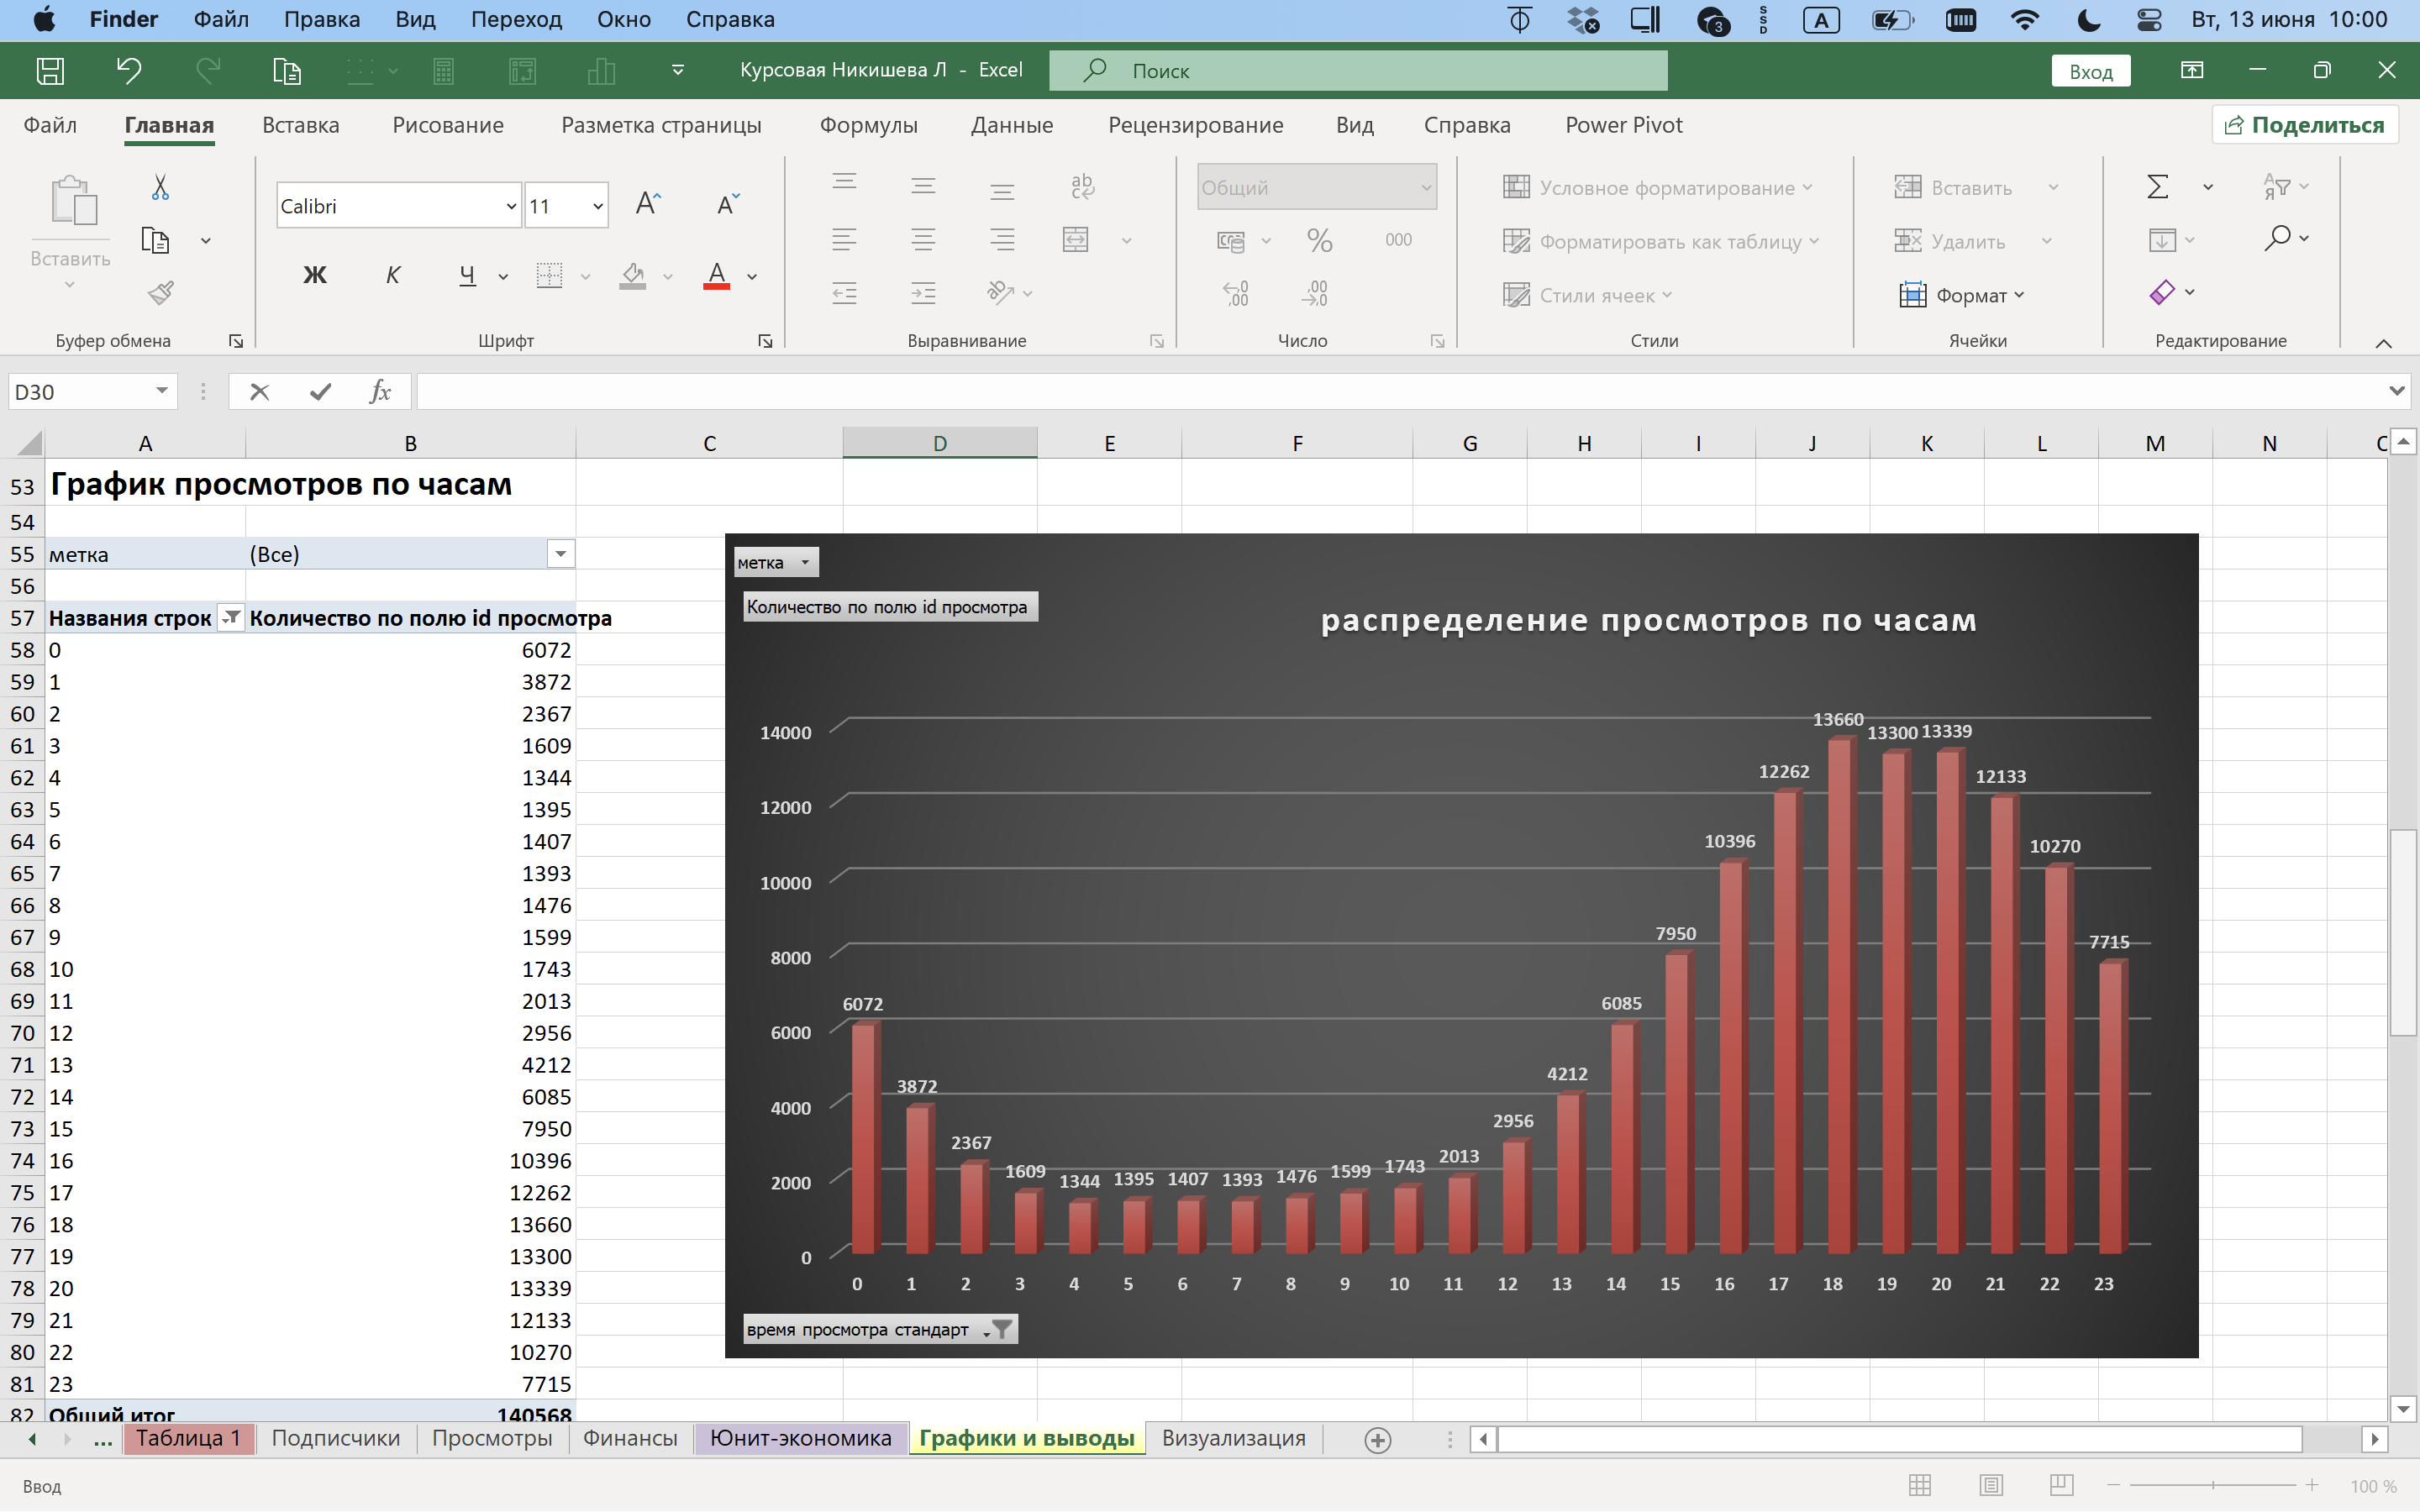 Finder Файл Правка Вид Переход Окно Справка 3 SSD A Вт, 13 июня 10:00
Курсовая Никишева Л - Excel Поиск Вход
Файл Главная Вставка Рисование Разметка страницы Формулы Данные Рецензирование Вид Справка Power Pivot Поделиться
Вставить
Calibri 11
Ж К Ч А
Общий
% 000
Условное форматирование
Форматировать как таблицу
Стили ячеек
Вставить
Удалить
Формат
Буфер обмена Шрифт Выравнивание Число Стили Ячейки Редактирование
D30 fx
A B C D E F G H I J K L M N
53 График просмотров по часам
54
55 метка (Все)
56
57 Названия строк Количество по полю id просмотра
58 0 6072
59 1 3872
60 2 2367
61 3 1609
62 4 1344
63 5 1395
64 6 1407
65 7 1393
66 8 1476
67 9 1599
68 10 1743
69 11 2013
70 12 2956
71 13 4212
72 14 6085
73 15 7950
74 16 10396
75 17 12262
76 18 13660
77 19 13300
78 20 13339
79 21 12133
80 22 10270
81 23 7715
82 Общий итог 140568
метка
Количество по полю id просмотра
распределение просмотров по часам
14000
12000
10000
8000
6000
4000
2000
0
6072 3872 2367 1609 1344 1395 1407 1393 1476 1599 1743 2013 2956 4212 6085 7950 10396 12262 13660 13300 13339 12133 10270 7715
0 1 2 3 4 5 6 7 8 9 10 11 12 13 14 15 16 17 18 19 20 21 22 23
время просмотра стандарт
... Таблица 1 Подписчики Просмотры Финансы Юнит-экономика Графики и выводы Визуализация
Ввод 100 %